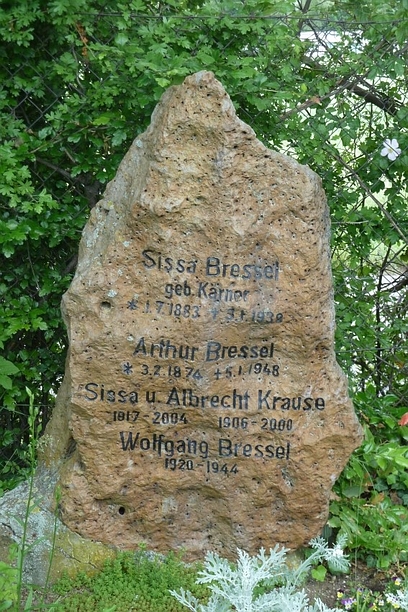 Sissa Bressel
geb. Kärner
* 1.7.1883 + 3.1.1939
Arthur Bressel
* 3.2.1874 + 5.1.1948
Sissa u. Albrecht Krause
1917-2004 1906-2000
Wolfgang Bressel
1920-1944